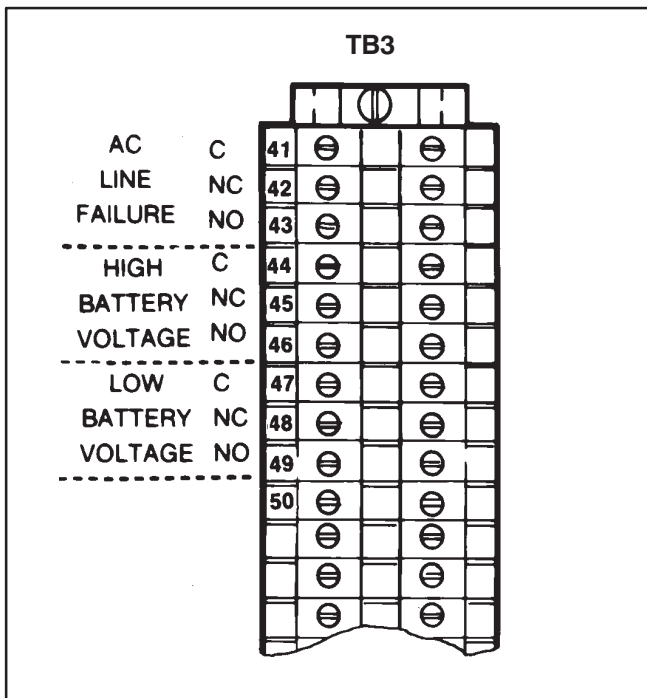 TB3
AC C 41
LINE NC 42
FAILURE NO 43
HIGH C 44
BATTERY NC 45
VOLTAGE NO 46
LOW C 47
BATTERY NC 48
VOLTAGE NO 49
50